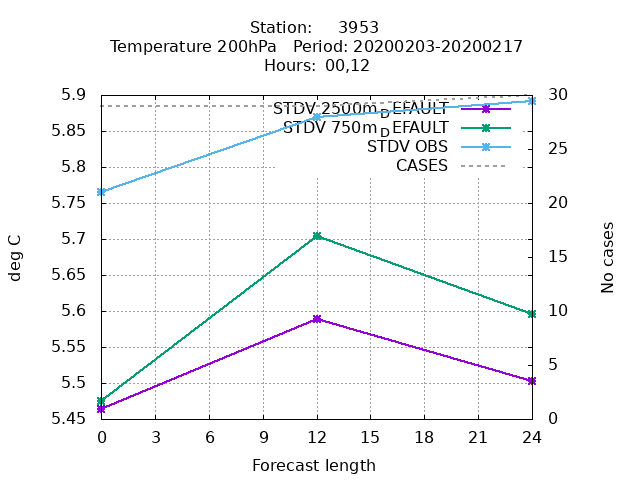 Station: 3953
Temperature 200hPa Period: 20200203-20200217
Hours: 00,12
5.9
5.85
5.8
5.75
5.7
5.65
5.6
5.55
5.5
5.45
deg C
STDV 2500m_DEFAULT
STDV 750m_DEFAULT
STDV OBS
CASES
30
25
20
15
10
5
0
No cases
0 3 6 9 12 15 18 21 24
Forecast length